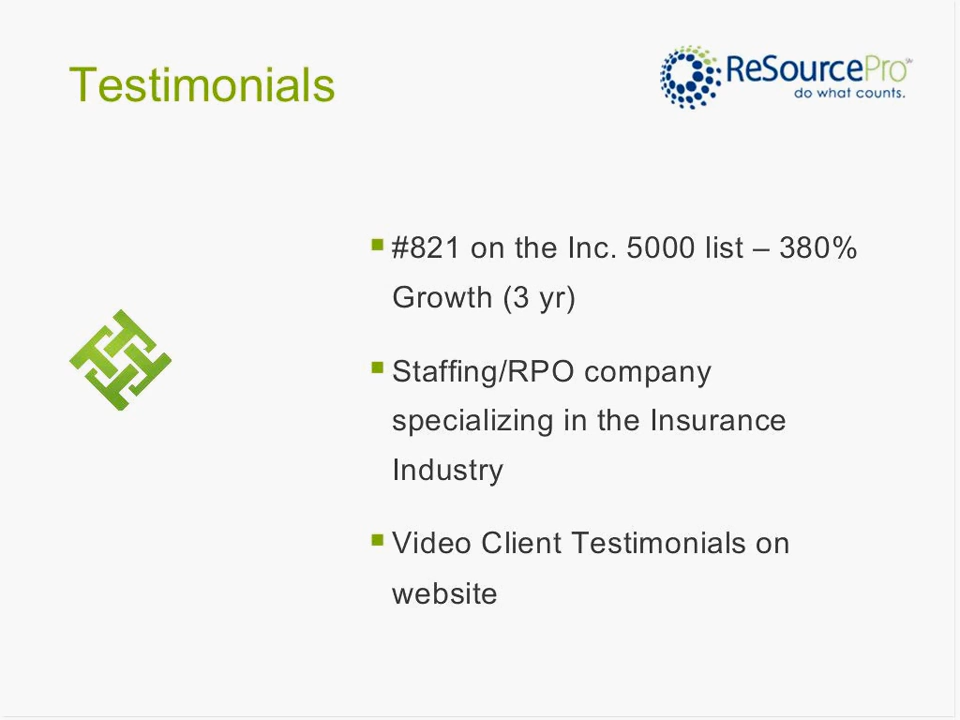 Testimonials
ReSourcePro
do what counts.
#821 on the Inc. 5000 list – 380%
Growth (3 yr)
Staffing/RPO company
specializing in the Insurance
Industry
Video Client Testimonials on
website